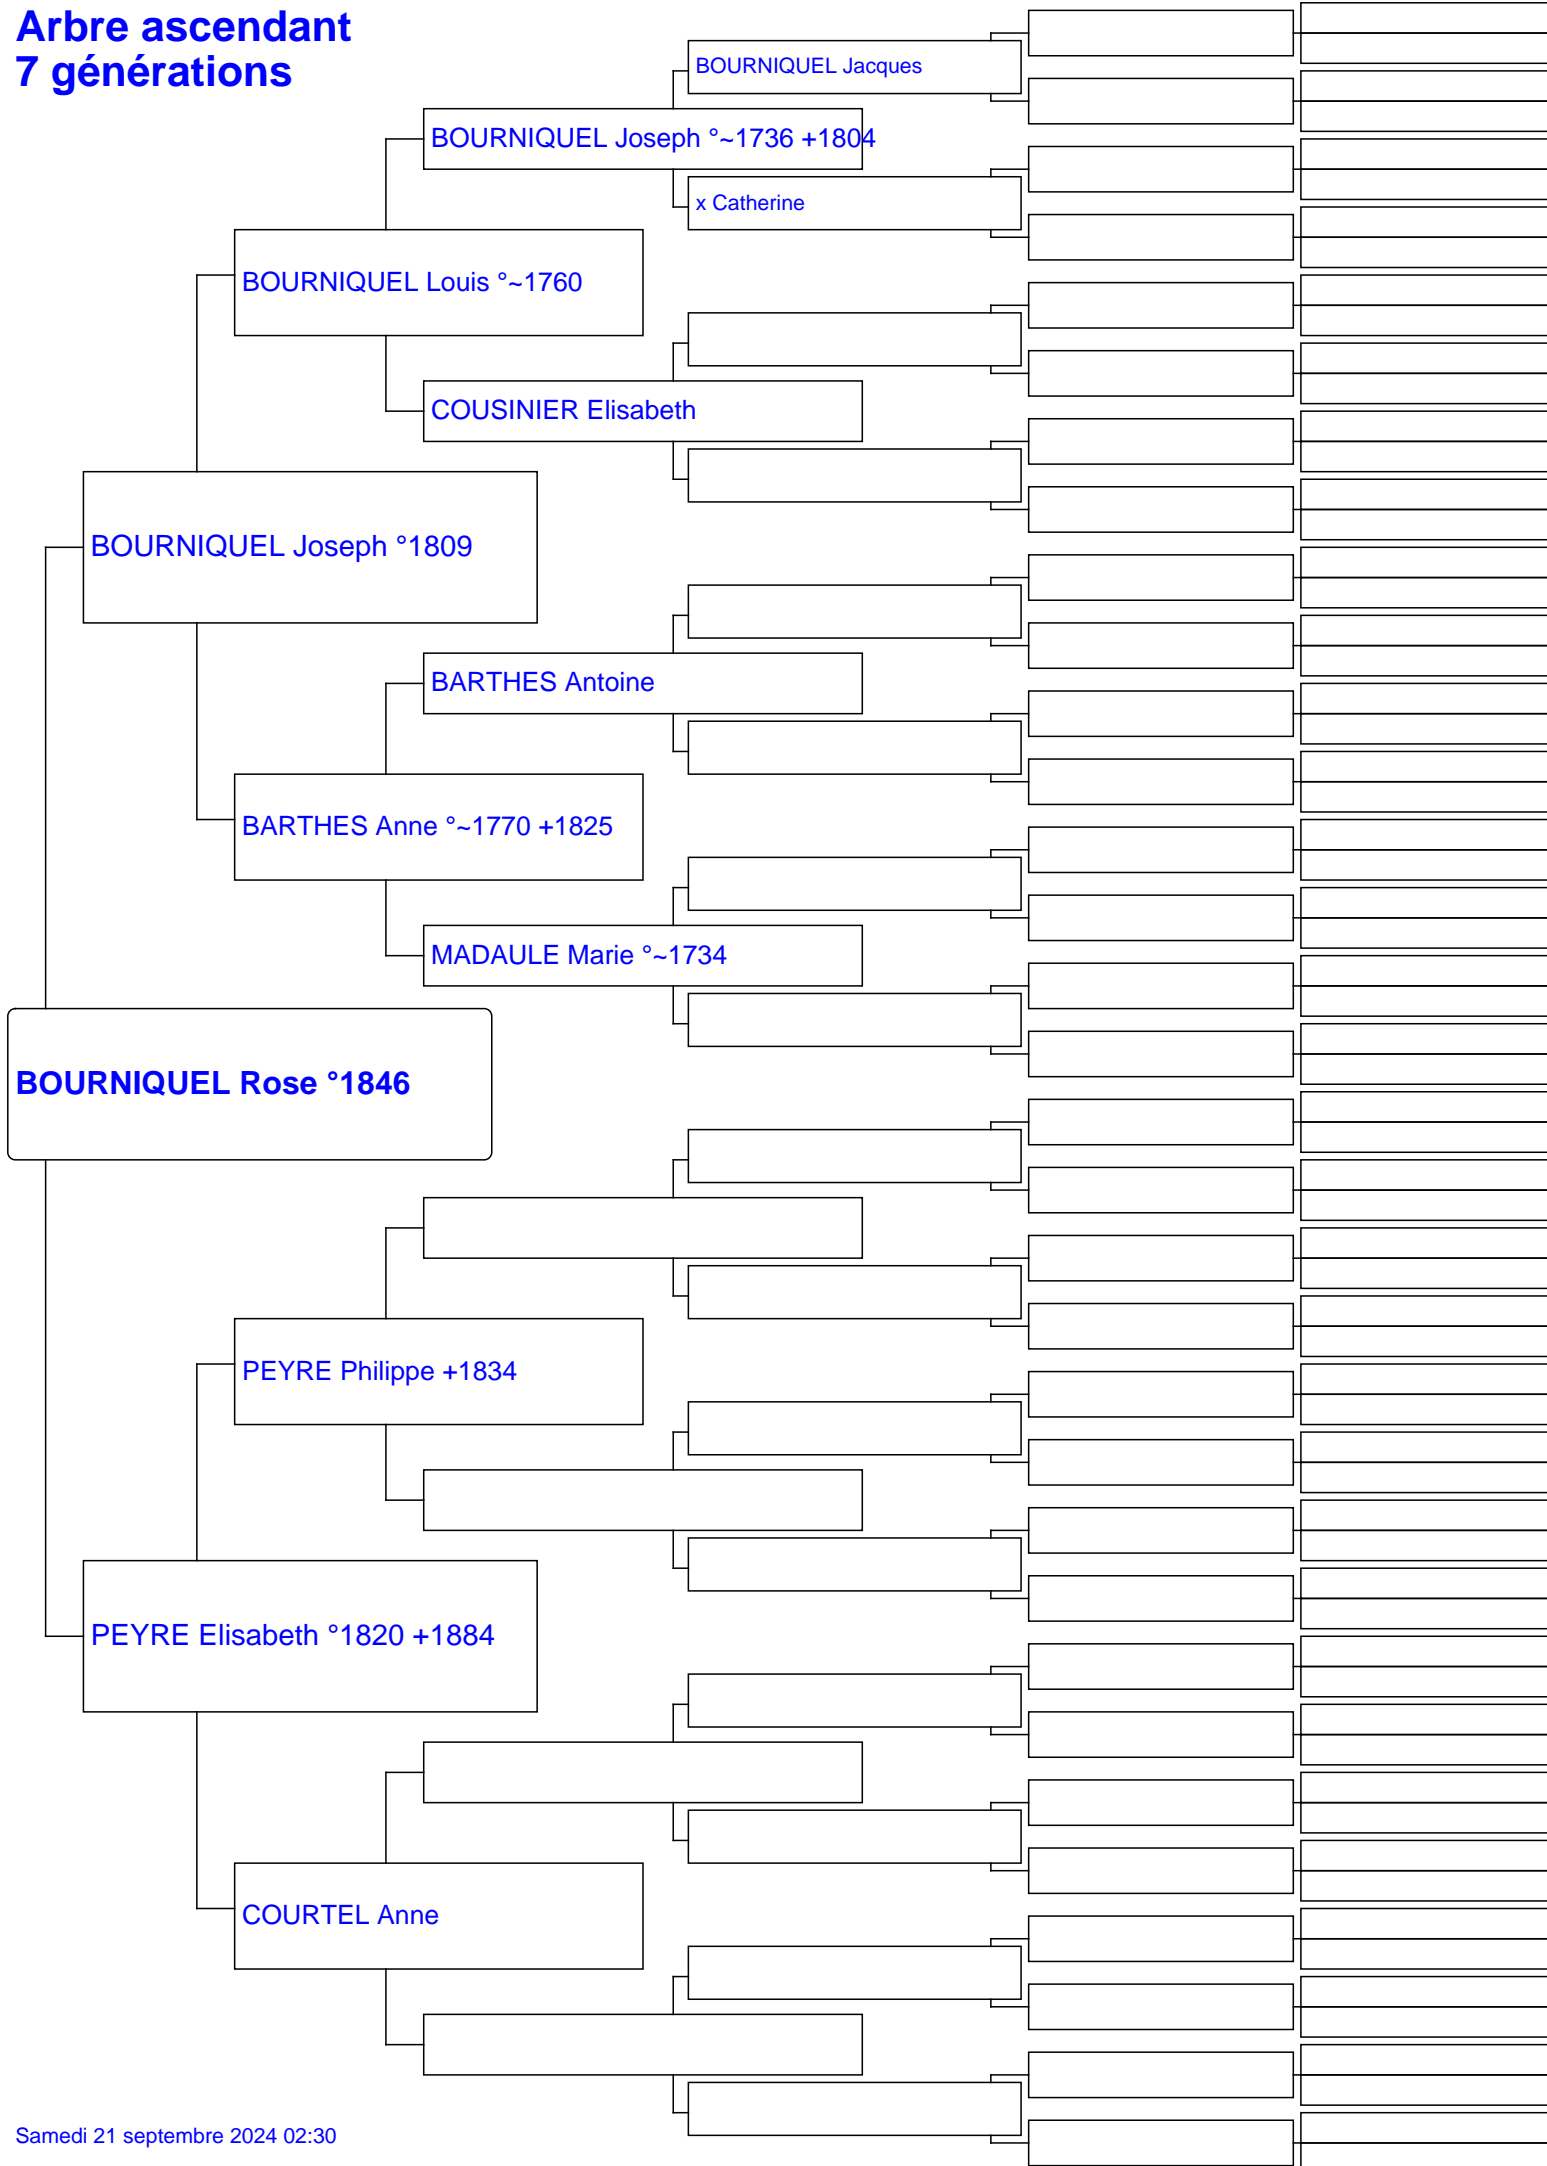 Arbre ascendant
7 générations
BOURNIQUEL Jacques
BOURNIQUEL Joseph °~1736 +1804
x Catherine
BOURNIQUEL Louis °~1760
COUSINIER Elisabeth
BOURNIQUEL Joseph °1809
BARTHES Antoine
BARTHES Anne °~1770 +1825
MADAULE Marie °~1734
BOURNIQUEL Rose °1846
PEYRE Philippe +1834
PEYRE Elisabeth °1820 +1884
COURTEL Anne
Samedi 21 septembre 2024 02:30